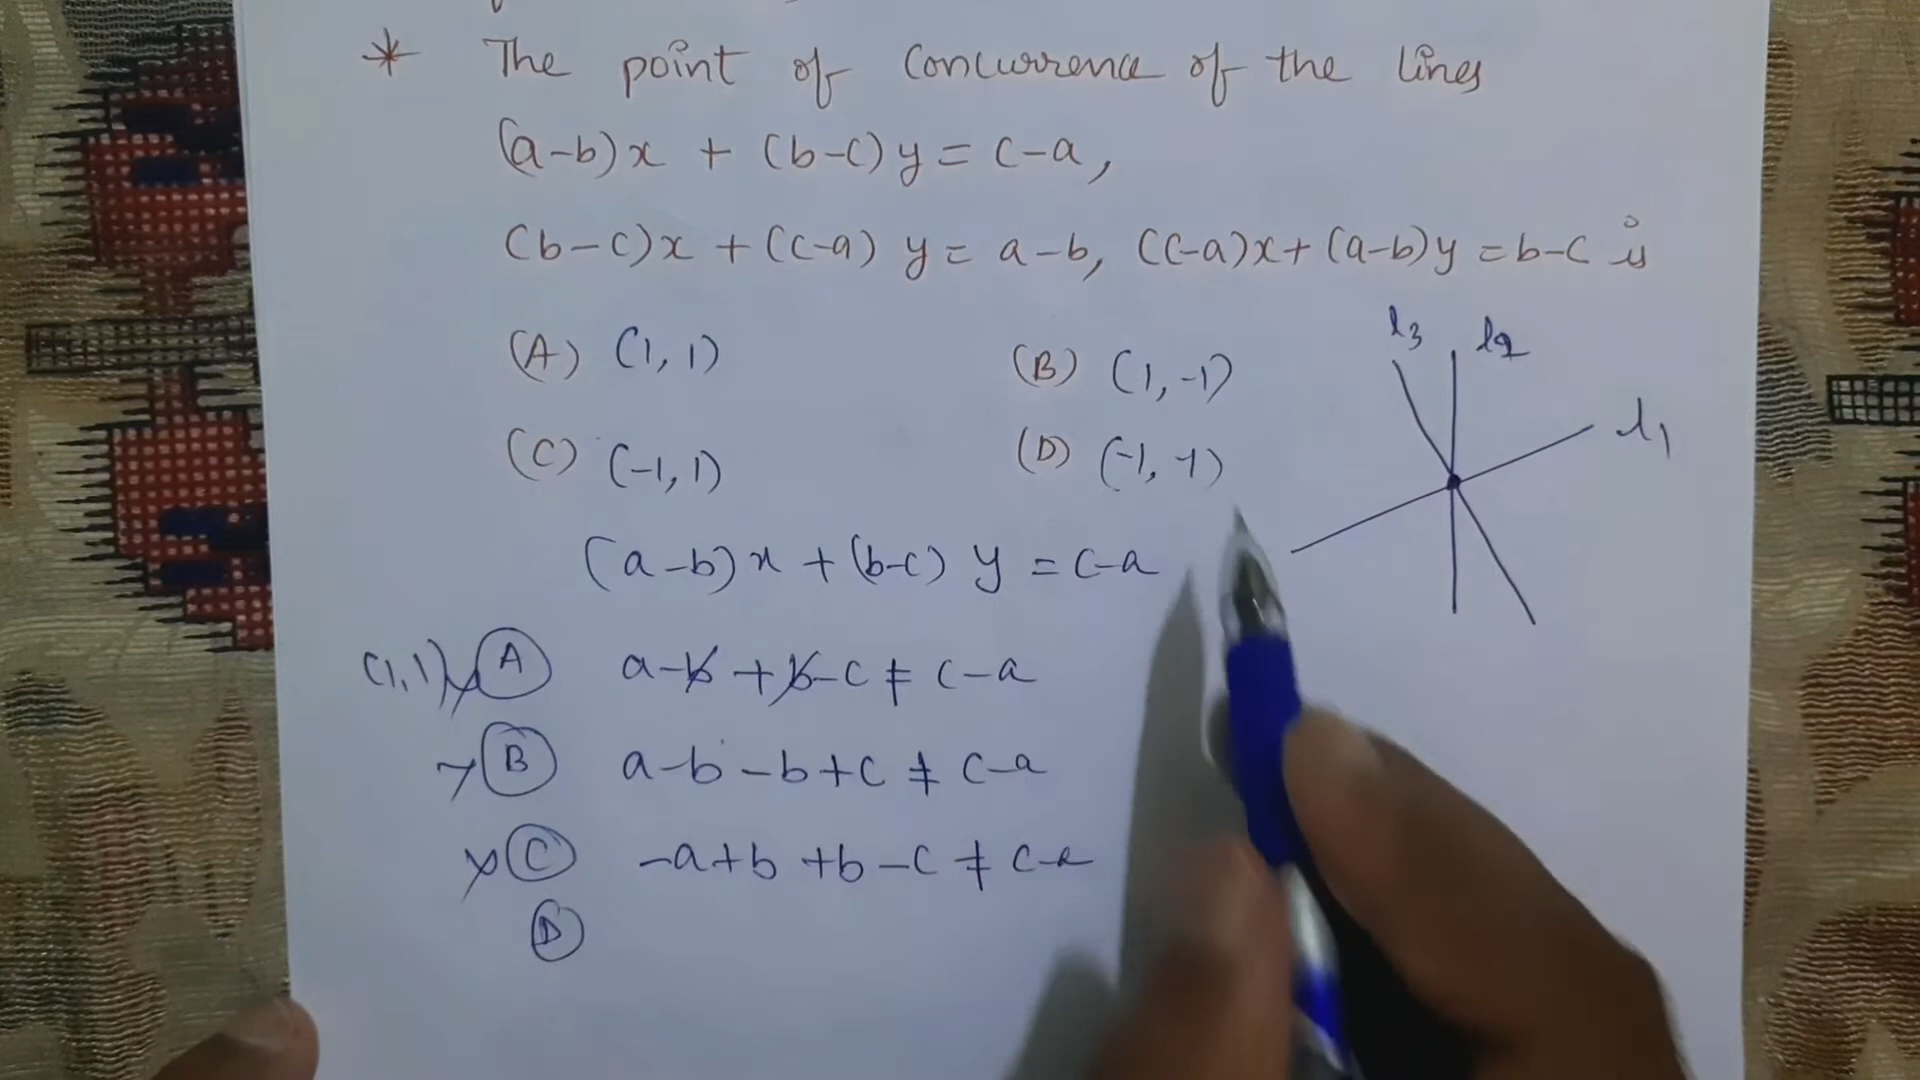 * The point of Concurrence of the lines
(a-b)x + (b-c)y = c-a,
(b-c)x + (c-a) y = a-b, (c-a)x + (a-b)y = b-c is
(A) (1, 1) (B) (1, -1)
(C) (-1, 1) (D) (-1, -1)
l3 l2
l1
(a-b)x + (b-c) y = c-a
(1,1) A a-b+b-c ≠ c-a
B a-b-b+c ≠ c-a
C -a+b+b-c ≠ c-a
D